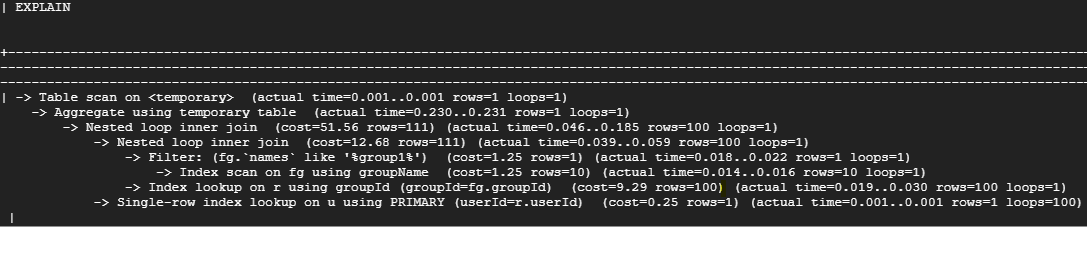 | EXPLAIN
+------------------------------------------------------------------------------------------------------------------------------------------------------
-------------------------------------------------------------------------------------------------------------------------------------------------------
-------------------------------------------------------------------------------------------------------------------------------------------------------
| -> Table scan on <temporary>  (actual time=0.001..0.001 rows=1 loops=1)
    -> Aggregate using temporary table  (actual time=0.230..0.231 rows=1 loops=1)
        -> Nested loop inner join  (cost=51.56 rows=111) (actual time=0.046..0.185 rows=100 loops=1)
            -> Nested loop inner join  (cost=12.68 rows=111) (actual time=0.039..0.059 rows=100 loops=1)
                -> Filter: (fg.`names` like '%group1%')  (cost=1.25 rows=1) (actual time=0.018..0.022 rows=1 loops=1)
                    -> Index scan on fg using groupName  (cost=1.25 rows=10) (actual time=0.014..0.016 rows=10 loops=1)
                -> Index lookup on r using groupId (groupId=fg.groupId)  (cost=9.29 rows=100) (actual time=0.019..0.030 rows=100 loops=1)
            -> Single-row index lookup on u using PRIMARY (userId=r.userId)  (cost=0.25 rows=1) (actual time=0.001..0.001 rows=1 loops=100)
 |